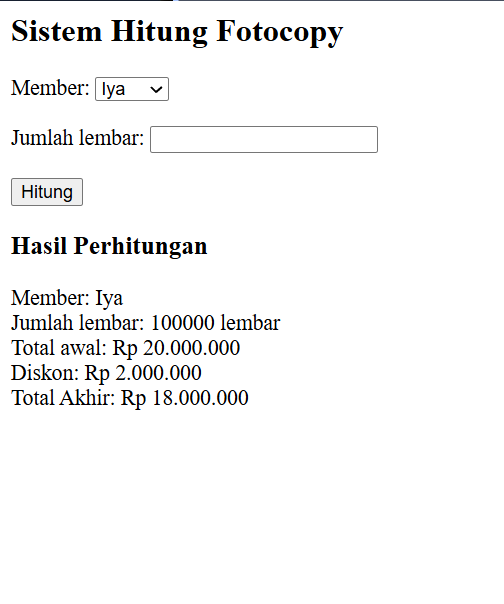 Sistem Hitung Fotocopy
Member: Iya
Jumlah lembar:
Hitung
Hasil Perhitungan
Member: Iya
Jumlah lembar: 100000 lembar
Total awal: Rp 20.000.000
Diskon: Rp 2.000.000
Total Akhir: Rp 18.000.000